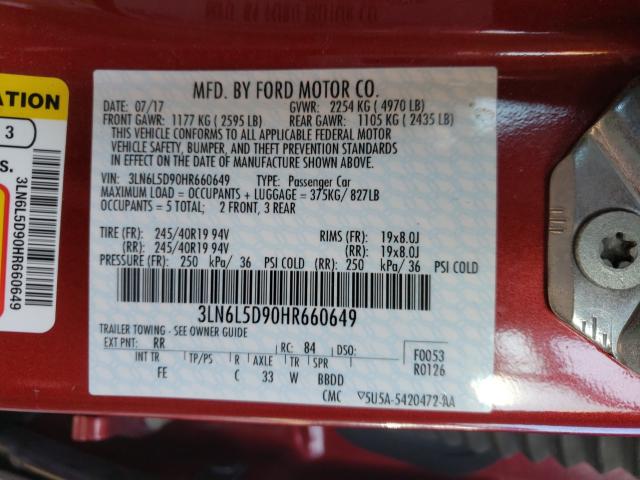 MFD. BY FORD MOTOR CO.
DATE: 07/17 GVWR: 2254 KG ( 4970 LB)
FRONT GAWR: 1177 KG ( 2595 LB) REAR GAWR: 1105 KG ( 2435 LB)
THIS VEHICLE CONFORMS TO ALL APPLICABLE FEDERAL MOTOR
VEHICLE SAFETY, BUMPER, AND THEFT PREVENTION STANDARDS
IN EFFECT ON THE DATE OF MANUFACTURE SHOWN ABOVE.
VIN: 3LN6L5D90HR660649 TYPE: Passenger Car
MAXIMUM LOAD = OCCUPANTS + LUGGAGE = 375KG/ 827LB
OCCUPANTS = 5 TOTAL; 2 FRONT, 3 REAR
TIRE (FR): 245/40R19 94V RIMS (FR): 19x8.0J
(RR): 245/40R19 94V (RR): 19x8.0J
PRESSURE (FR): 250 kPa/ 36 PSI COLD (RR): 250 kPa/ 36 PSI COLD
3LN6L5D90HR660649
TRAILER TOWING - SEE OWNER GUIDE
EXT PNT: RR RC: 84 DSO:
INT TR TP/PS R AXLE TR SPR
FE C 33 W BBDD
F0053
R0126
CMC ▽5U5A-5420472-AA
ATION
3
s.
3LN6L5D90HR660649